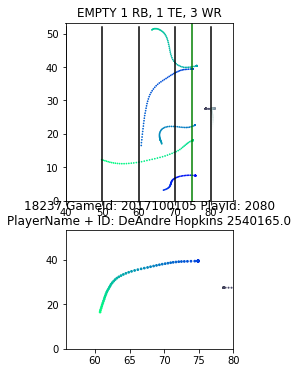 EMPTY 1 RB, 1 TE, 3 WR
50
40
30
20
10
0
40 50 60 70 80
18237 GameId: 2017100105 PlayId: 2080
PlayerName + ID: DeAndre Hopkins 2540165.0
40
20
0
60 65 70 75 80